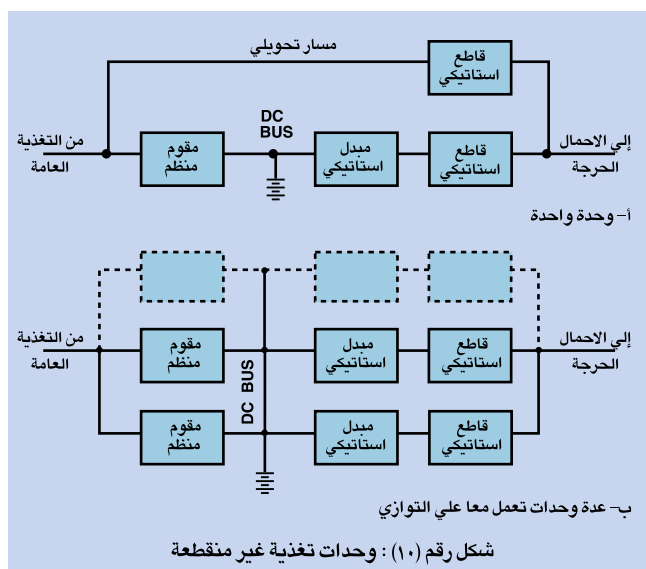 مسار تحويلي
قاطع
استاتيكي
من التغذية
العامة
مقوم
منظم
DC
BUS
مبدل
استاتيكي
قاطع
استاتيكي
إلي الاحمال
الحرجة
أ- وحدة واحدة
من التغذية
العامة
مقوم
منظم
مبدل
استاتيكي
قاطع
استاتيكي
إلي الاحمال
الحرجة
DC BUS
مقوم
منظم
مبدل
استاتيكي
قاطع
استاتيكي
ب- عدة وحدات تعمل معا علي التوازي
شكل رقم (١٠) : وحدات تغذية غير منقطعة